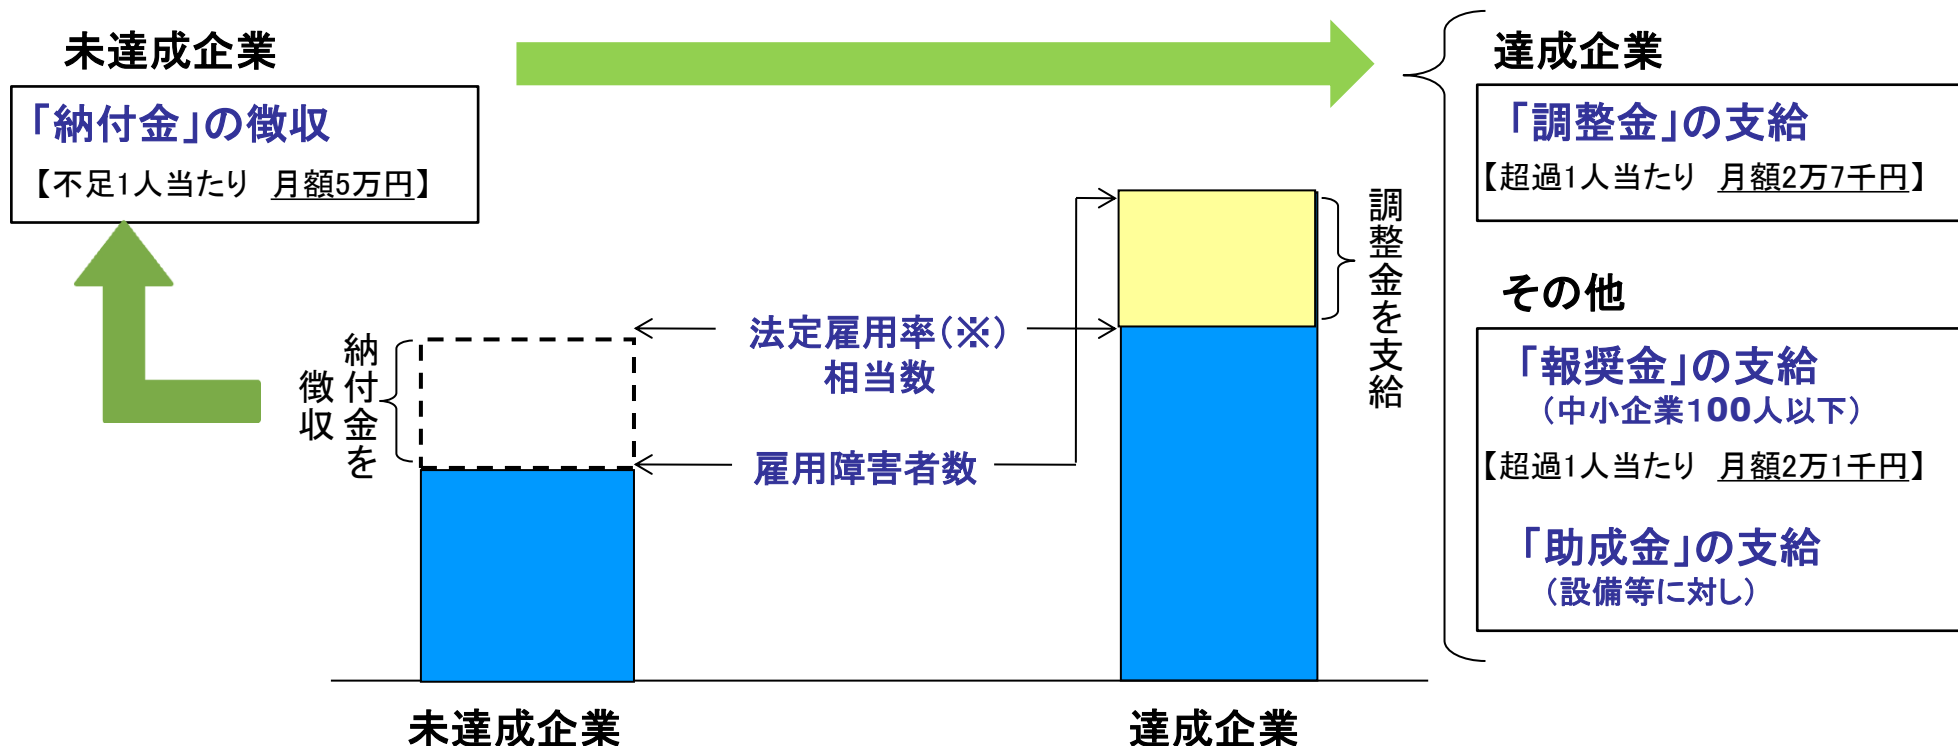 未達成企業
「納付金」の徴収
【不足1人当たり 月額5万円】
達成企業
「調整金」の支給
【超過1人当たり 月額2万7千円】
その他
「報奨金」の支給
(中小企業100人以下)
【超過1人当たり 月額2万1千円】
「助成金」の支給
(設備等に対し)
納付金を
徴収
法定雇用率(※)
相当数
雇用障害者数
調整金を支給
未達成企業
達成企業